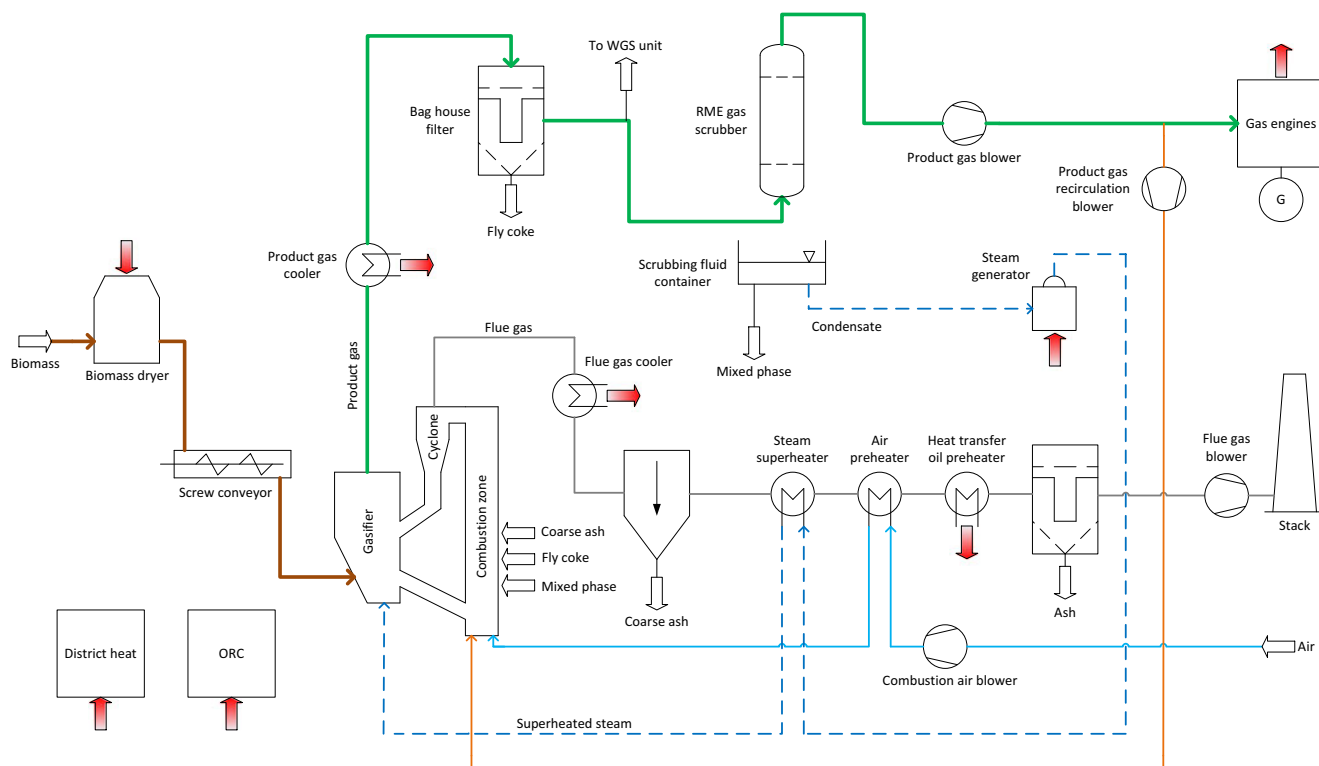 To WGS unit
Bag house
filter
RME gas
scrubber
Gas engines
Product gas blower
Product gas
recirculation
blower
G
Fly coke
Product gas
cooler
Scrubbing fluid
container
Steam
generator
Condensate
Biomass
Biomass dryer
Product gas
Flue gas
Flue gas cooler
Mixed phase
Cyclone
Steam
superheater
Air
preheater
Heat transfer
oil preheater
Flue gas
blower
Screw conveyor
Gasifier
Combustion zone
Coarse ash
Fly coke
Mixed phase
Stack
Coarse ash
Ash
District heat
ORC
Air
Combustion air blower
Superheated steam